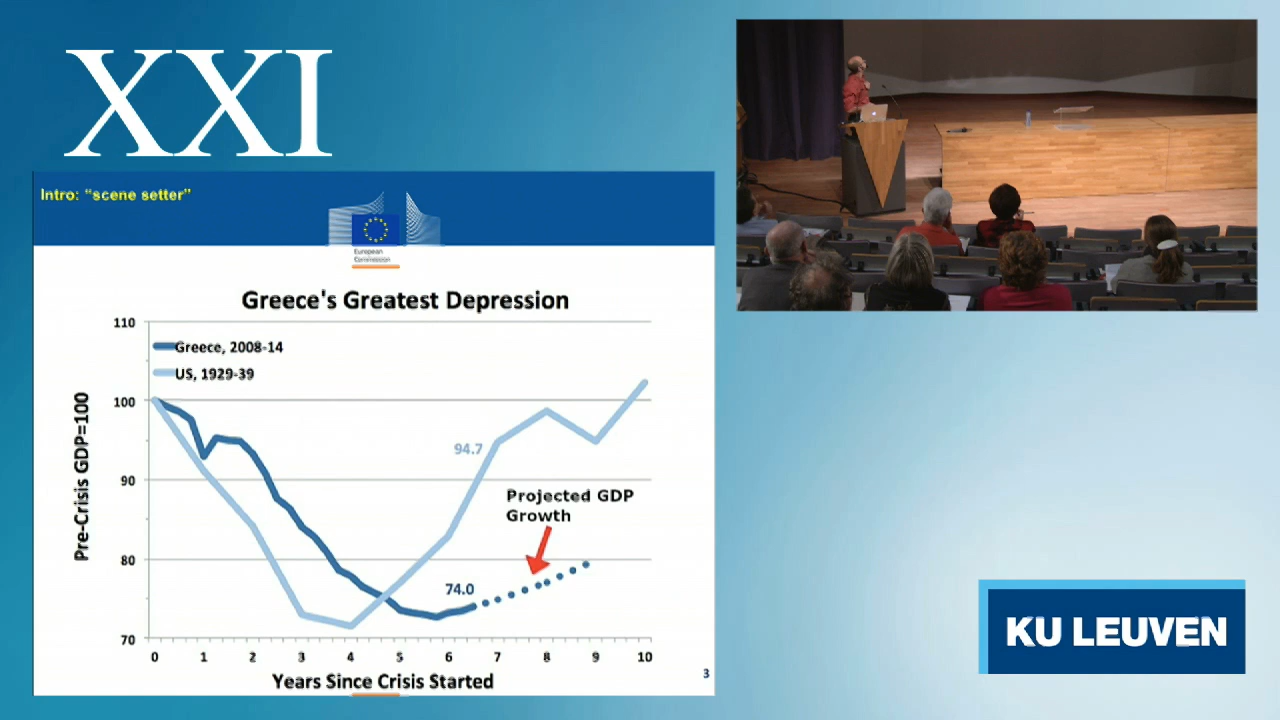 XXI
Intro: “scene setter”
European
Commission
Greece's Greatest Depression
Pre-Crisis GDP=100
110
100
90
80
70
Greece, 2008-14
US, 1929-39
94.7
Projected GDP
Growth
74.0
0 1 2 3 4 5 6 7 8 9 10
Years Since Crisis Started
3
KU LEUVEN